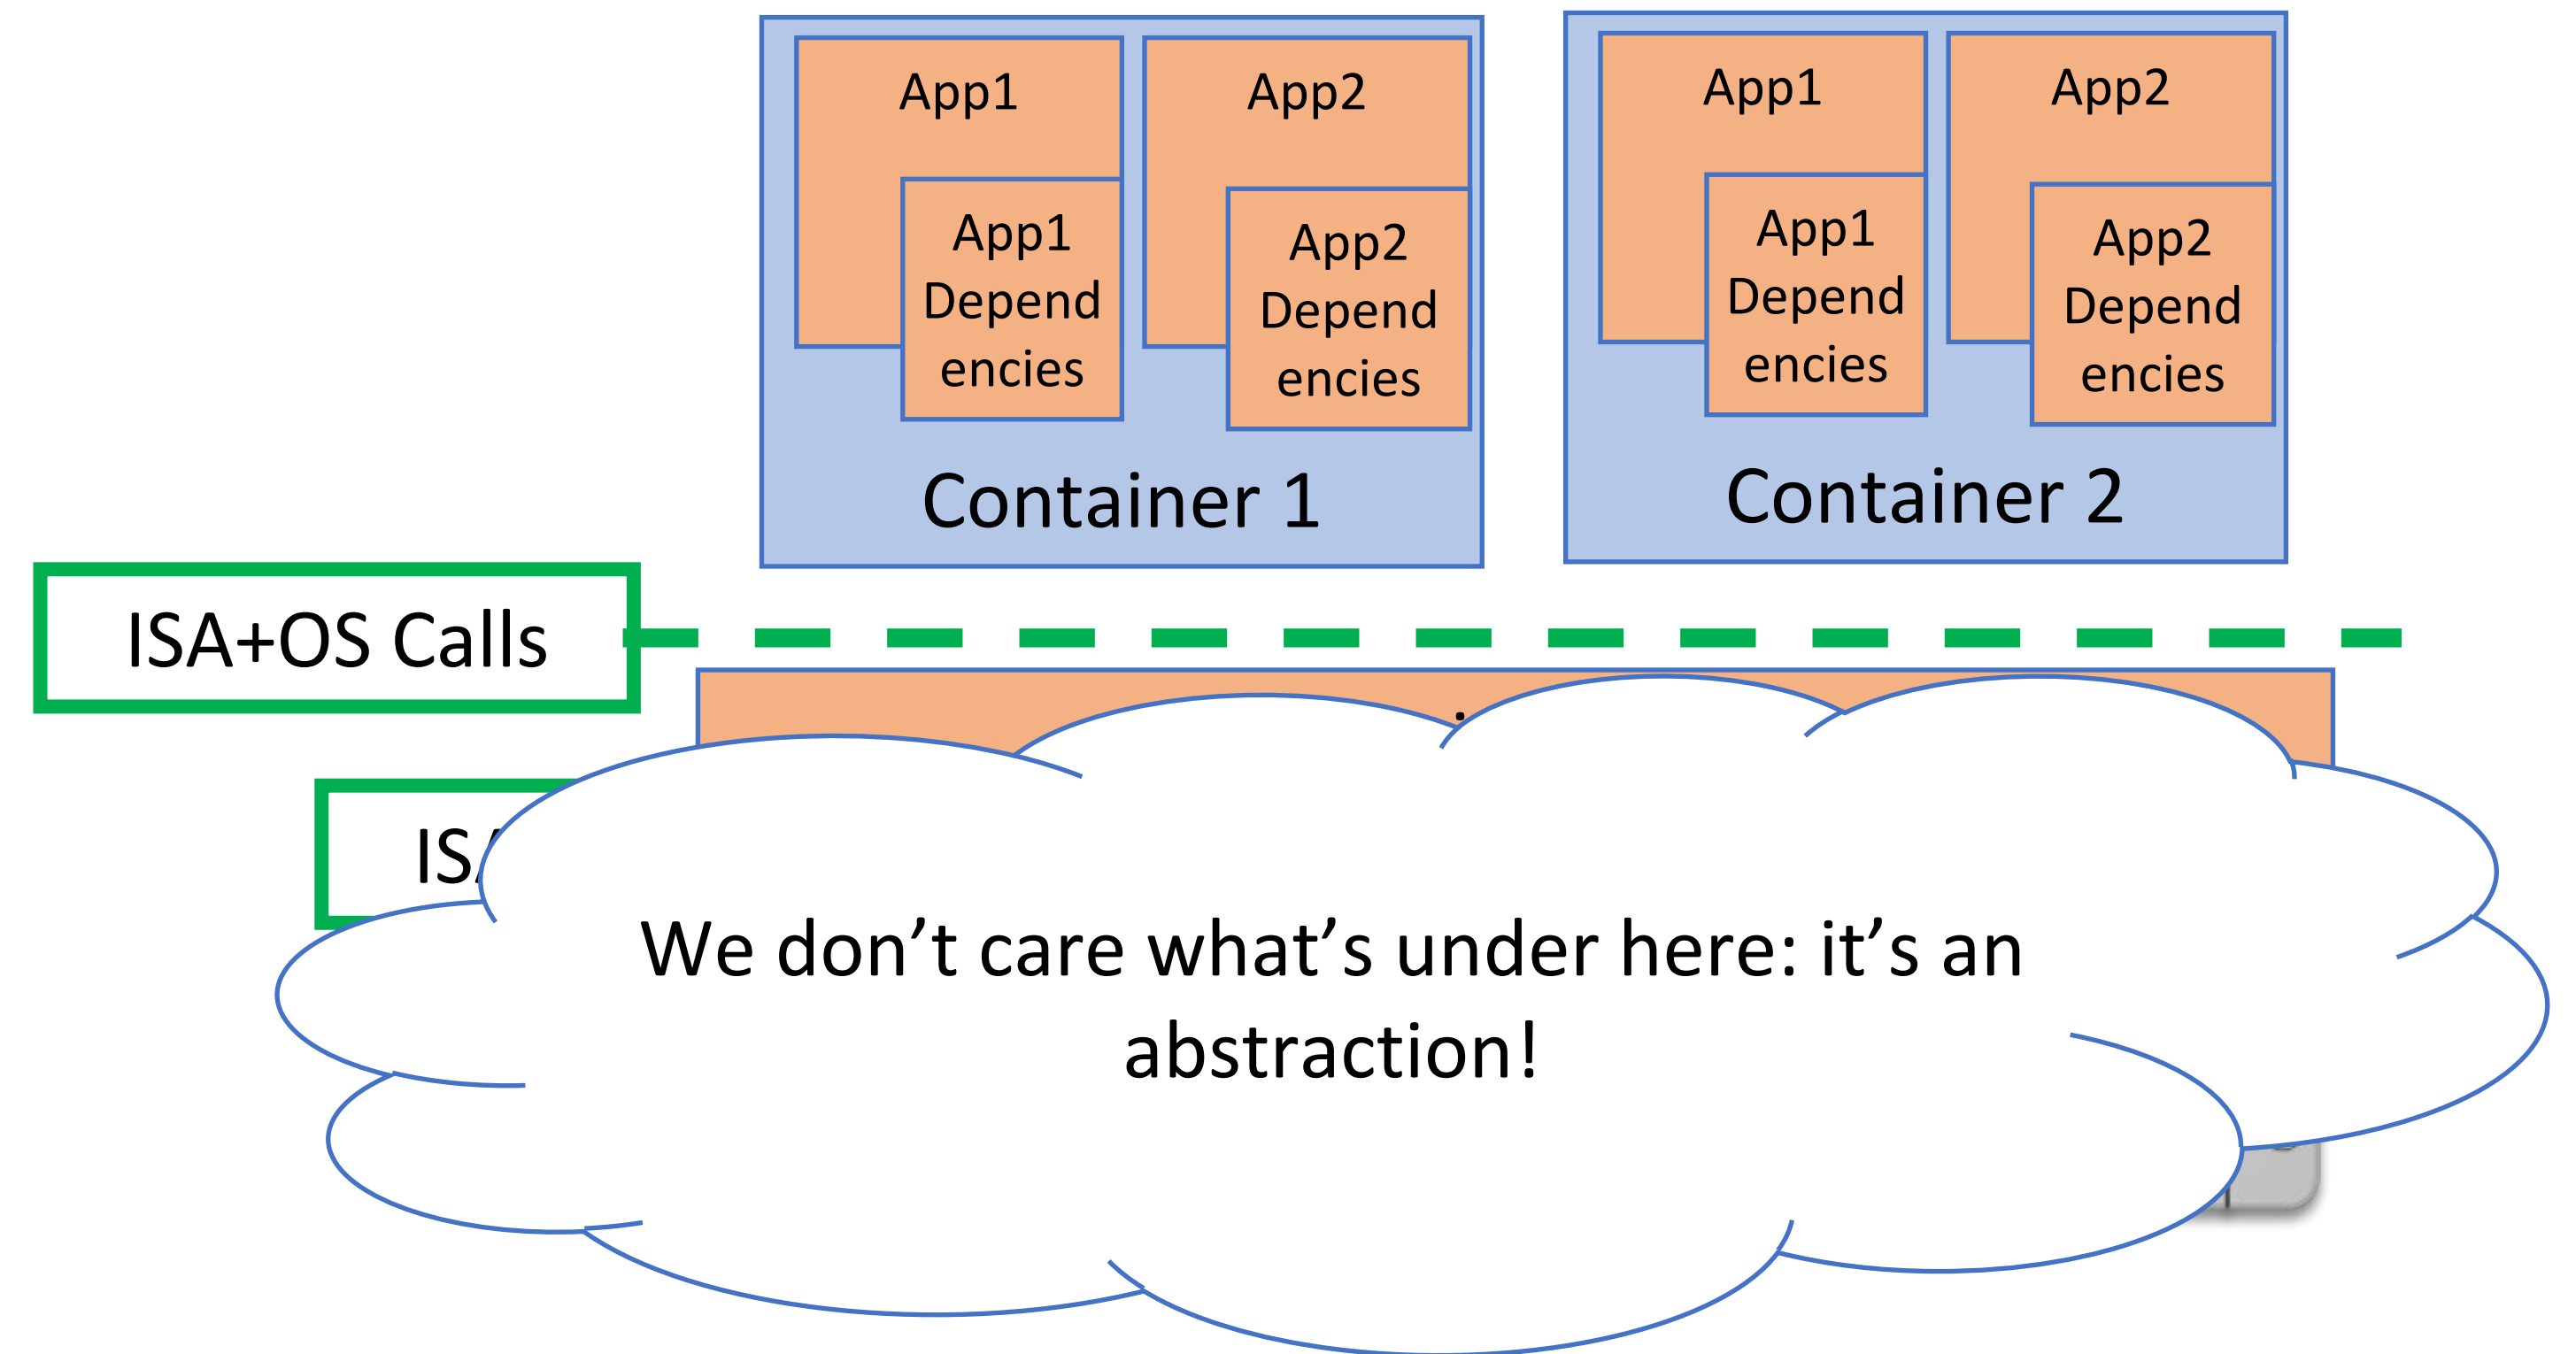 App1
App1
Depend
encies
App2
App2
Depend
encies
Container 1
App1
App1
Depend
encies
App2
App2
Depend
encies
Container 2
ISA+OS Calls
We don’t care what’s under here: it’s an
abstraction!